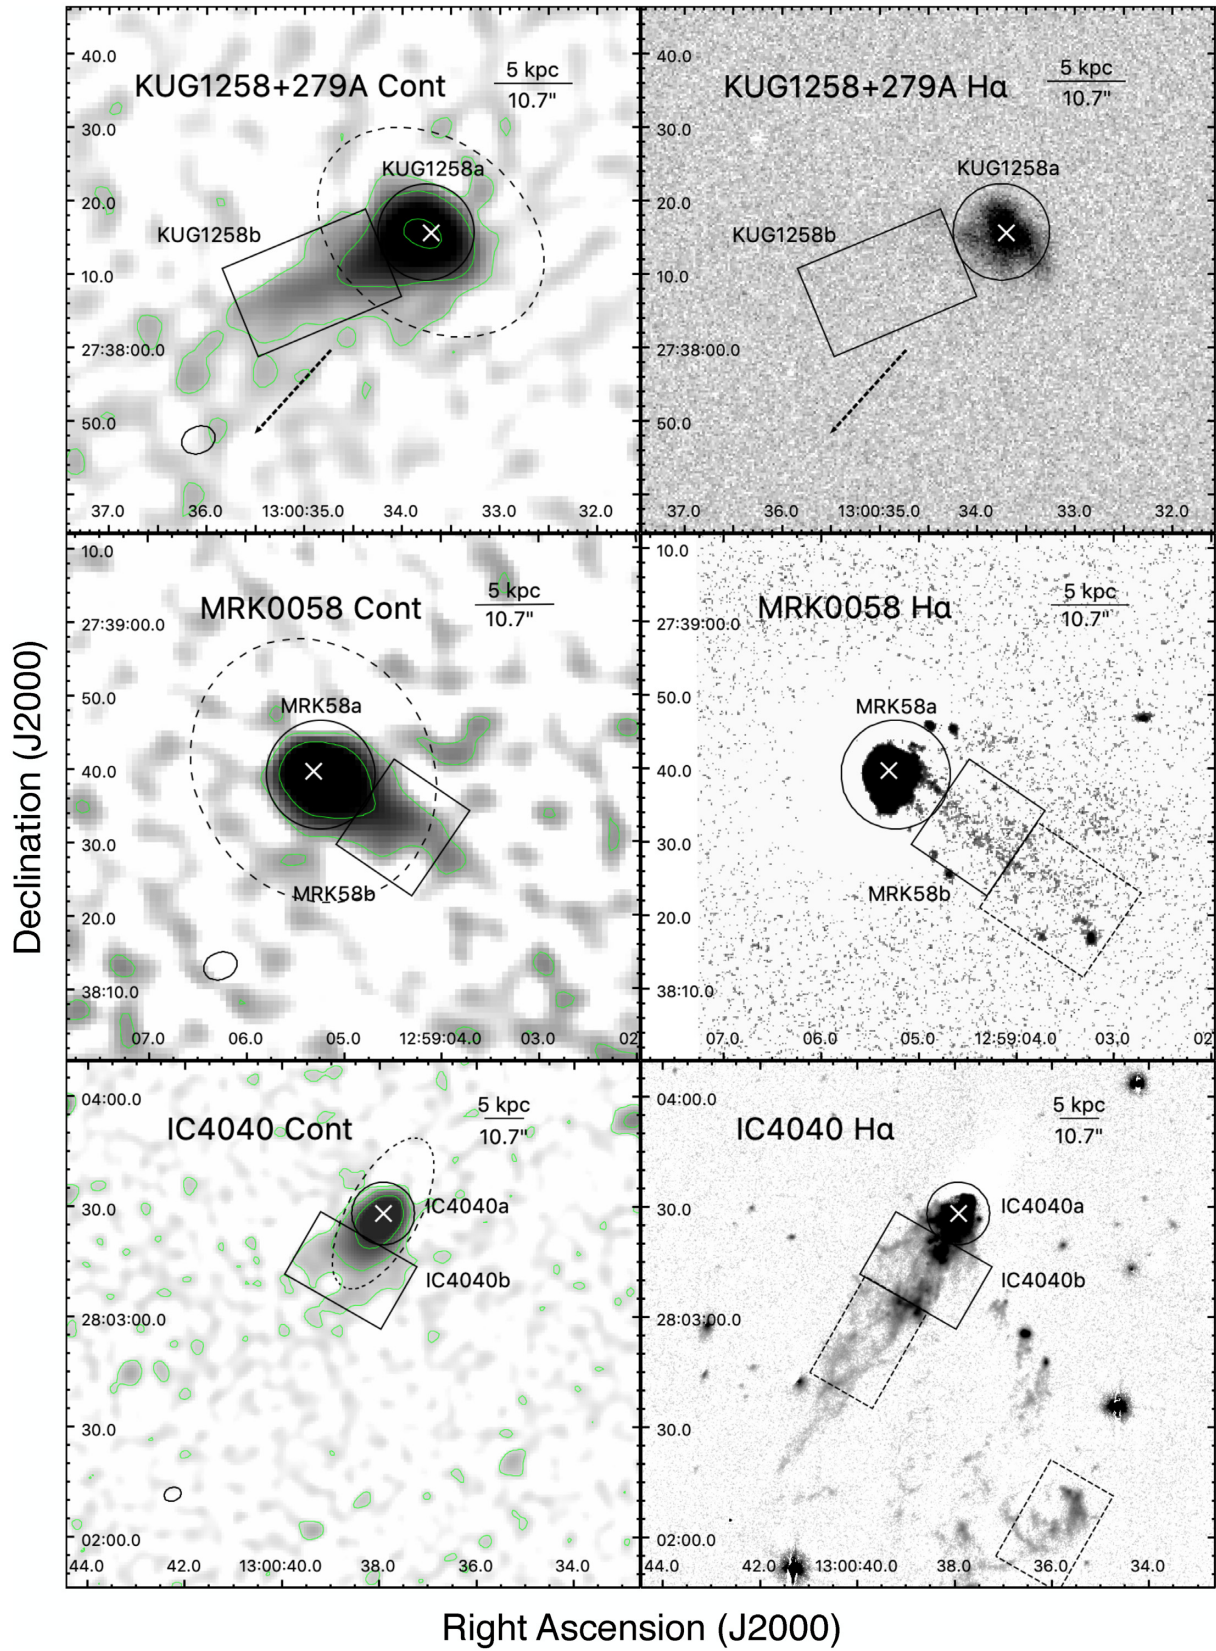 KUG1258+279A Cont
5 kpc
10.7"
KUG1258a
KUG1258b
40.0
30.0
20.0
10.0
27:38:00.0
50.0
37.0 36.0 13:00:35.0 34.0 33.0 32.0
KUG1258+279A Hα
5 kpc
10.7"
KUG1258a
KUG1258b
40.0
30.0
20.0
10.0
27:38:00.0
50.0
37.0 36.0 13:00:35.0 34.0 33.0 32.0
MRK0058 Cont
5 kpc
10.7"
MRK58a
MRK58b
10.0
27:39:00.0
50.0
40.0
30.0
20.0
38:10.0
07.0 06.0 05.0 12:59:04.0 03.0 02
MRK0058 Hα
5 kpc
10.7"
MRK58a
MRK58b
10.0
27:39:00.0
50.0
40.0
30.0
20.0
38:10.0
07.0 06.0 05.0 12:59:04.0 03.0 02
IC4040 Cont
5 kpc
10.7"
IC4040a
IC4040b
04:00.0
30.0
28:03:00.0
30.0
02:00.0
44.0 42.0 13:00:40.0 38.0 36.0 34.0
IC4040 Hα
5 kpc
10.7"
IC4040a
IC4040b
04:00.0
30.0
28:03:00.0
30.0
02:00.0
44.0 42.0 13:00:40.0 38.0 36.0 34.0
Declination (J2000)
Right Ascension (J2000)